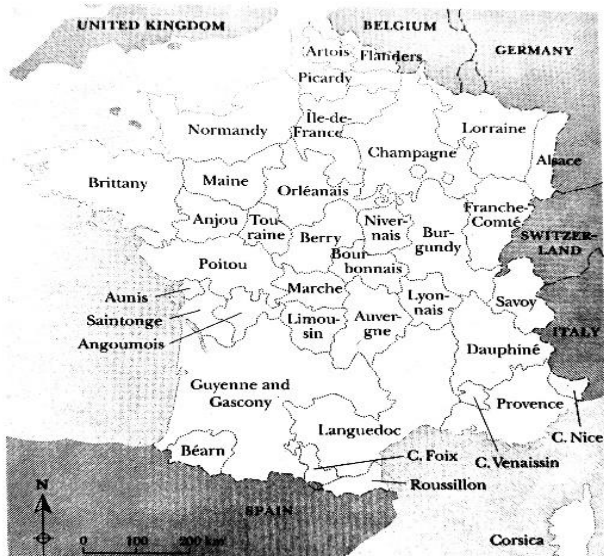 UNITED KINGDOM
BELGIUM
GERMANY
Artois
Flanders
Picardy
Normandy
Île-de-
France
Champagne
Lorraine
Alsace
Brittany
Maine
Orléanais
Anjou
Tou-
raine
Berry
Niver-
nais
Bur-
gundy
Franche-
Comté
SWITZER-
LAND
Poitou
Bour
bonnais
Aunis
Marche
Lyon-
nais
Savoy
Saintonge
Angoumois
Limou-
sin
Auver-
gne
ITALY
Dauphiné
Guyenne and
Gascony
Languedoc
Provence
C. Nice
Béarn
C. Foix
C. Venaissin
Roussillon
N
SPAIN
0 100 200 km
Corsica